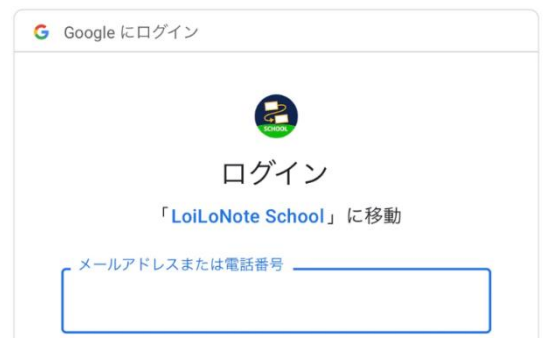 Google にログイン
SCHOOL
ログイン
「LoiLoNote School」に移動
メールアドレスまたは電話番号